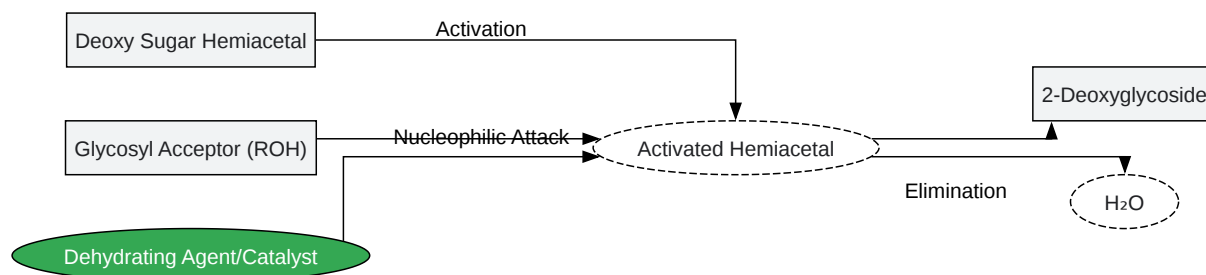 Activation
Deoxy Sugar Hemiacetal
2-Deoxyglycoside
Nucleophilic Attack
Glycosyl Acceptor (ROH)
Activated Hemiacetal
Elimination
H₂O
Dehydrating Agent/Catalyst